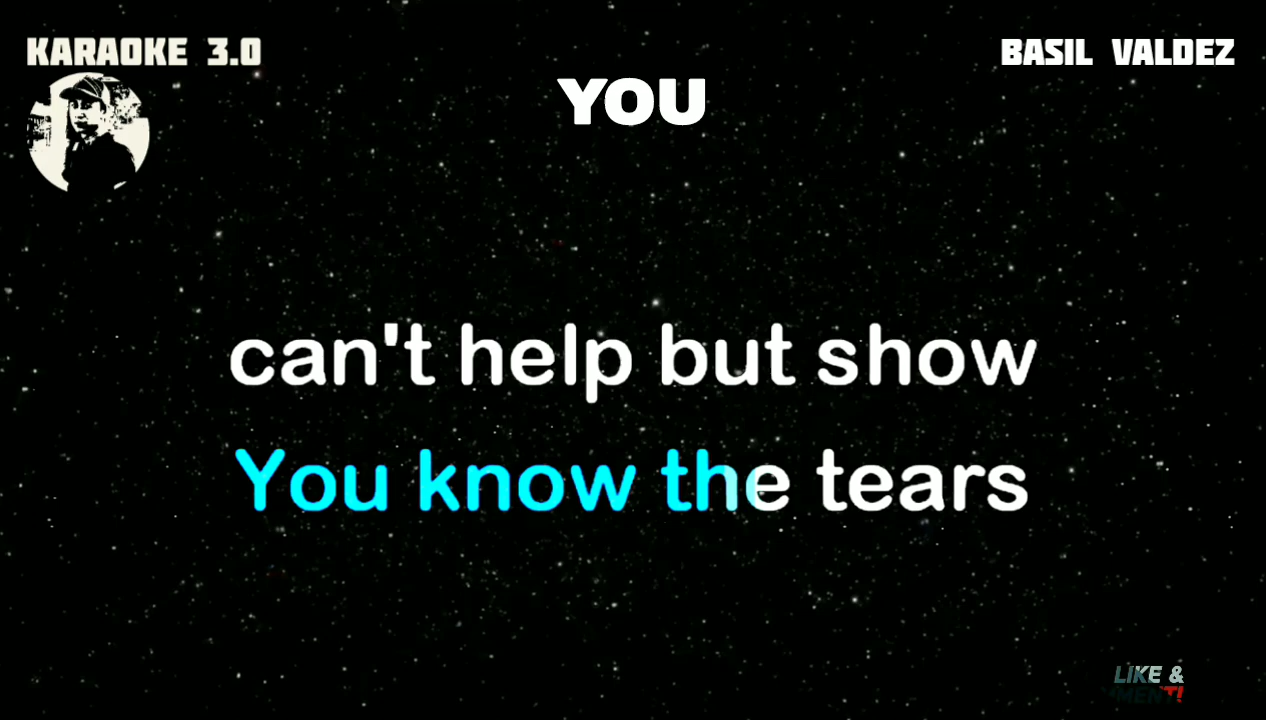 KARAOKE 3.0
BASIL VALDEZ
YOU
can't help but show
You know the tears
LIKE &
MENT!